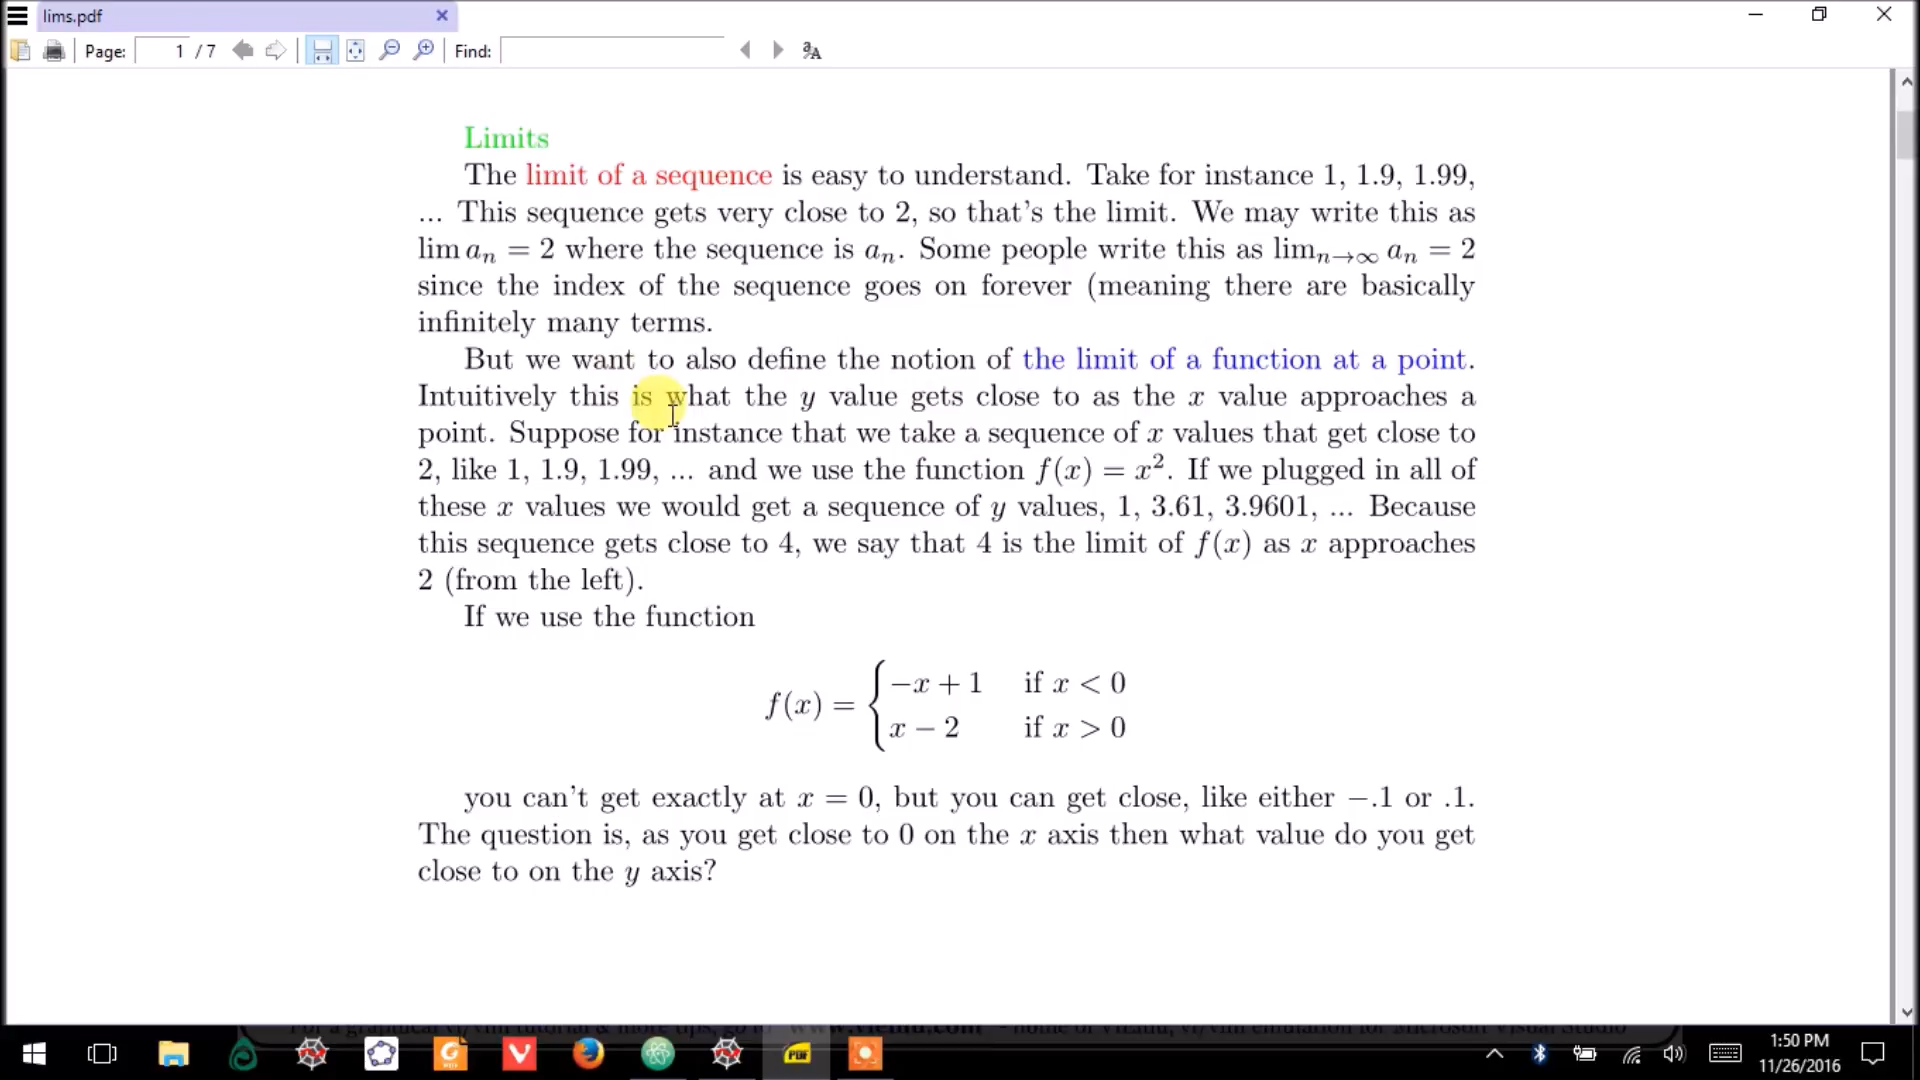 lims.pdf
Page: 1 / 7 Find:
Limits
The limit of a sequence is easy to understand. Take for instance 1, 1.9, 1.99,
... This sequence gets very close to 2, so that's the limit. We may write this as
lim aₙ = 2 where the sequence is aₙ. Some people write this as limₙ→∞ aₙ = 2
since the index of the sequence goes on forever (meaning there are basically
infinitely many terms.
But we want to also define the notion of the limit of a function at a point.
Intuitively this is what the y value gets close to as the x value approaches a
point. Suppose for instance that we take a sequence of x values that get close to
2, like 1, 1.9, 1.99, ... and we use the function f(x) = x². If we plugged in all of
these x values we would get a sequence of y values, 1, 3.61, 3.9601, ... Because
this sequence gets close to 4, we say that 4 is the limit of f(x) as x approaches
2 (from the left).
If we use the function
f(x) = { −x + 1 if x < 0
x − 2 if x > 0
you can't get exactly at x = 0, but you can get close, like either −.1 or .1.
The question is, as you get close to 0 on the x axis then what value do you get
close to on the y axis?
1:50 PM
11/26/2016